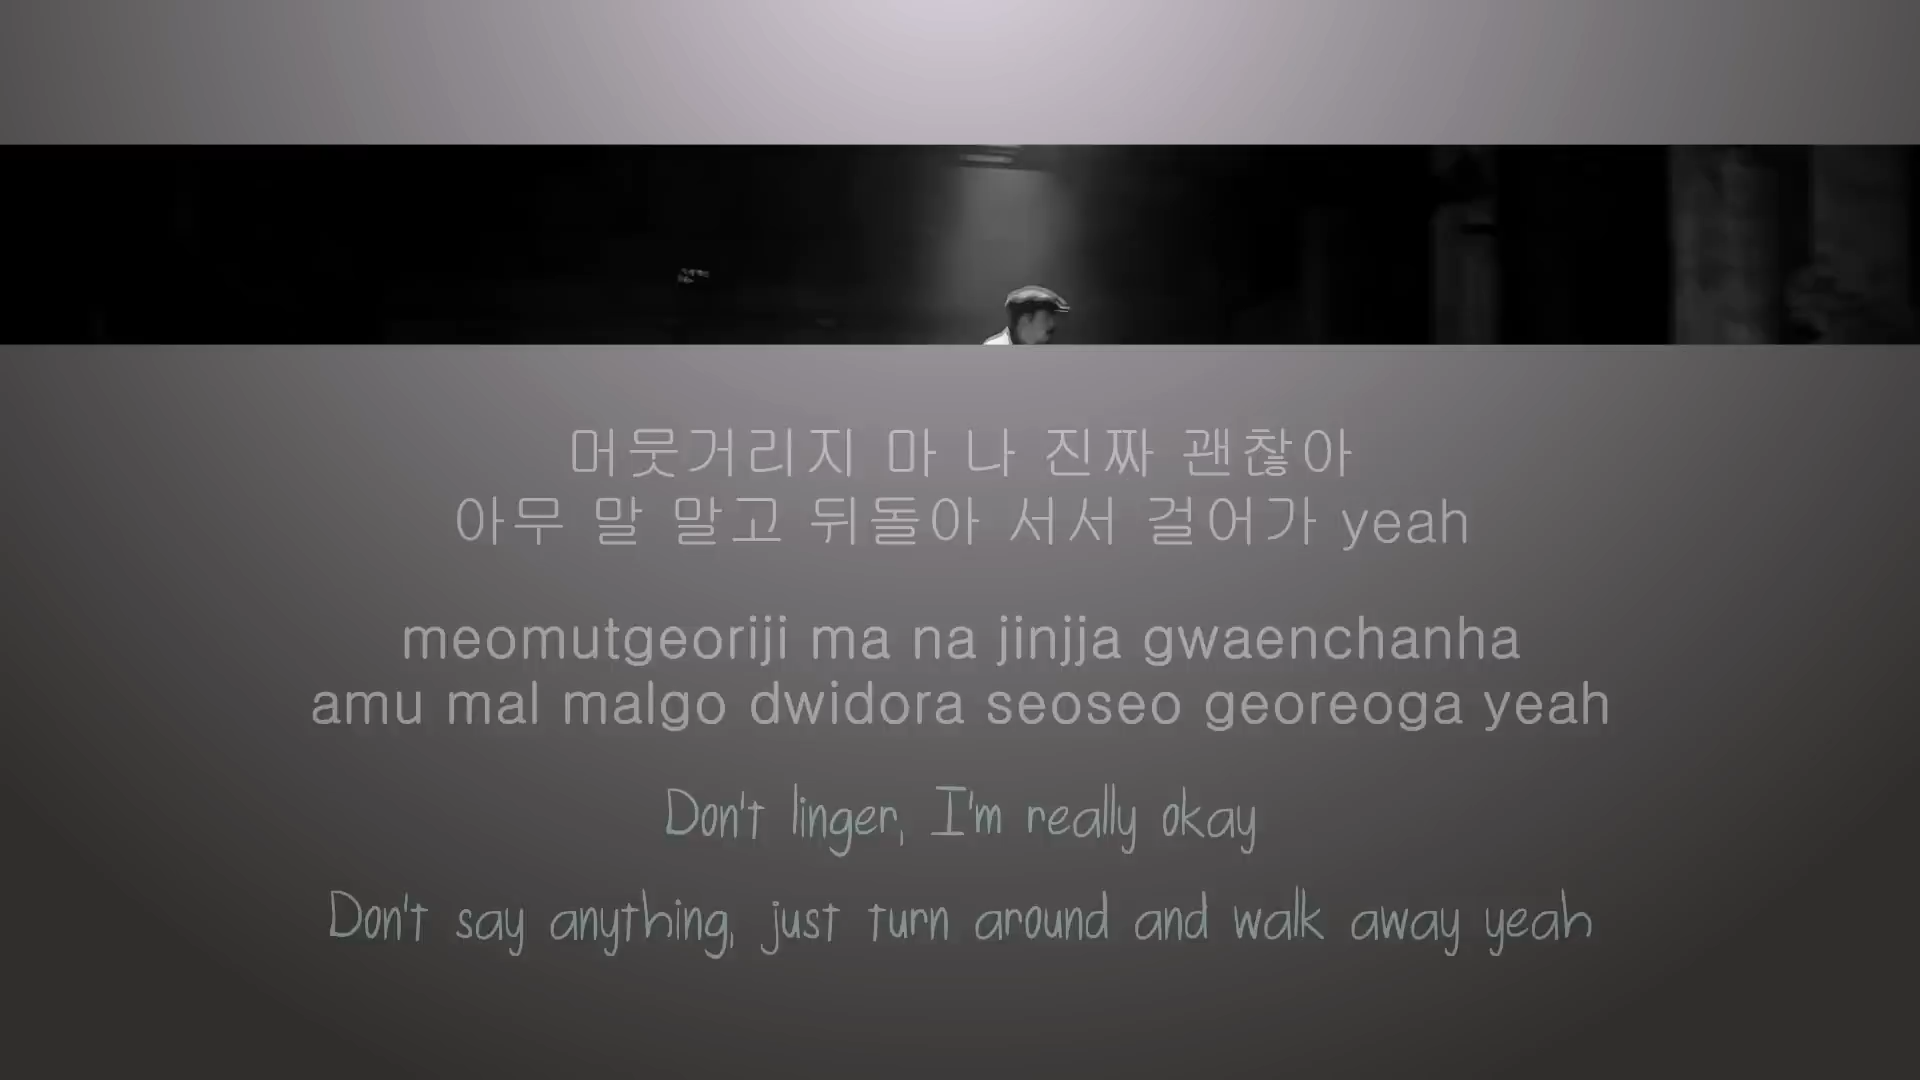 머뭇거리지 마 나 진짜 괜찮아
아무 말 말고 뒤돌아 서서 걸어가 yeah
meomutgeoriji ma na jinjja gwaenchanha
amu mal malgo dwidora seoseo georeoga yeah
Don't linger, I'm really okay
Don't say anything, just turn around and walk away yeah